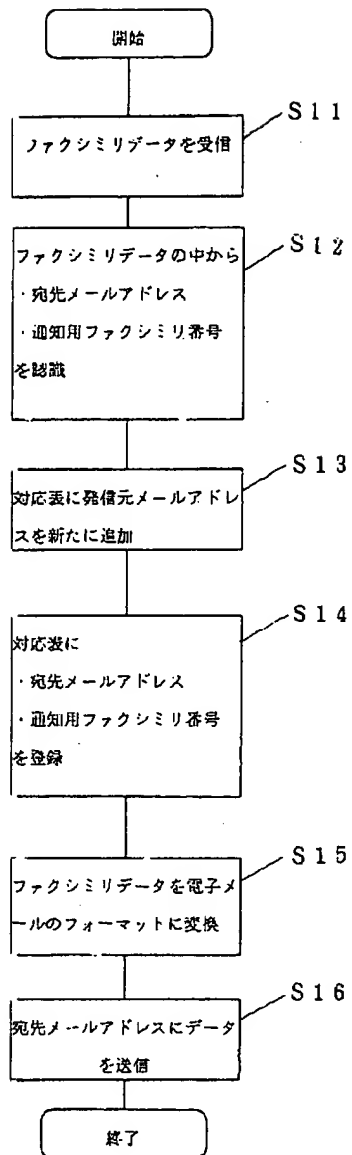 開始
S11
ファクシミリデータを受信
S12
ファクシミリデータの中から
・宛先メールアドレス
・通知用ファクシミリ番号
を認識
S13
対応表に発信元メールアドレ
スを新たに追加
S14
対応表に
・宛先メールアドレス
・通知用ファクシミリ番号
を登録
S15
ファクシミリデータを電子メ
ールのフォーマットに変換
S16
宛先メールアドレスにデータ
を送信
終了